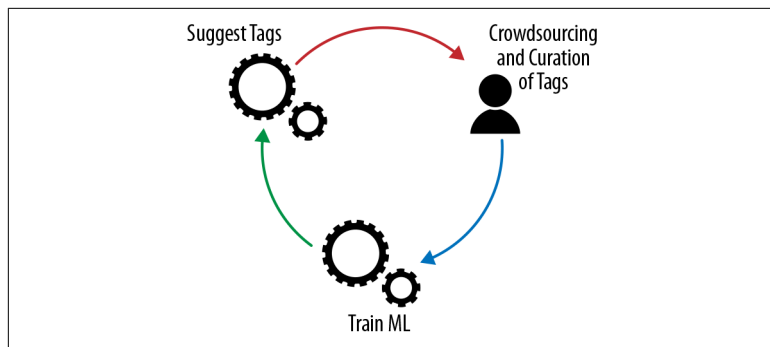 Suggest Tags
Crowdsourcing
and Curation
of Tags
Train ML